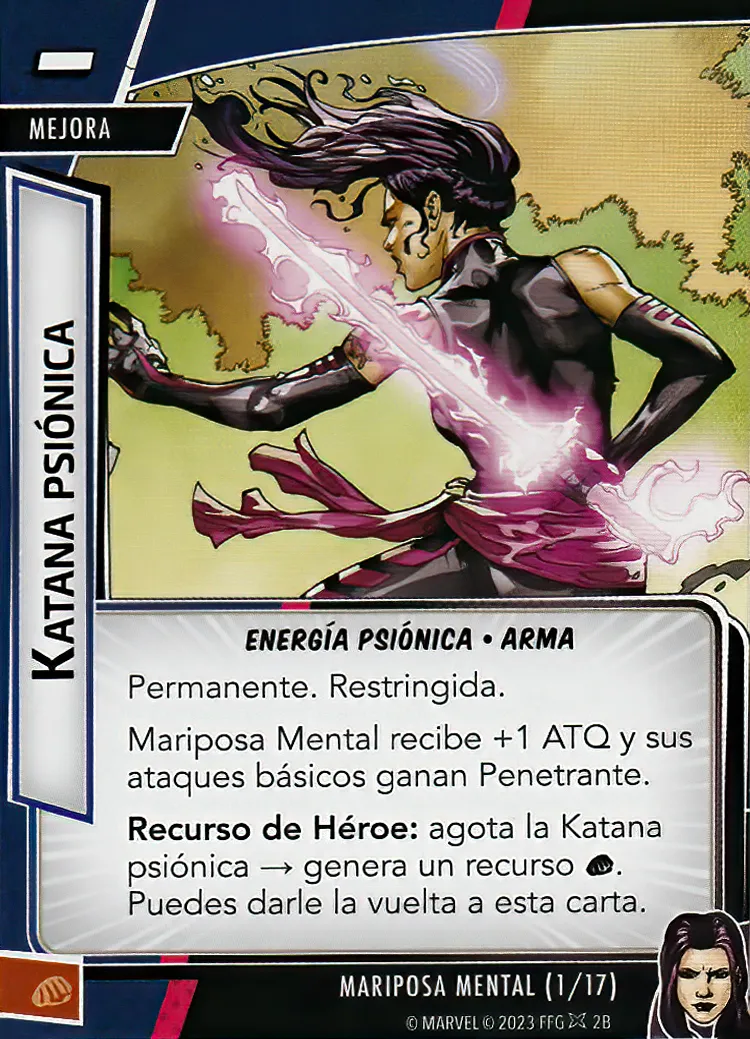 MEJORA
KATANA PSIÓNICA
ENERGÍA PSIÓNICA • ARMA
Permanente. Restringida.
Mariposa Mental recibe +1 ATQ y sus
ataques básicos ganan Penetrante.
Recurso de Héroe: agota la Katana
psiónica → genera un recurso .
Puedes darle la vuelta a esta carta.
MARIPOSA MENTAL (1/17)
© MARVEL © 2023 FFG 2B